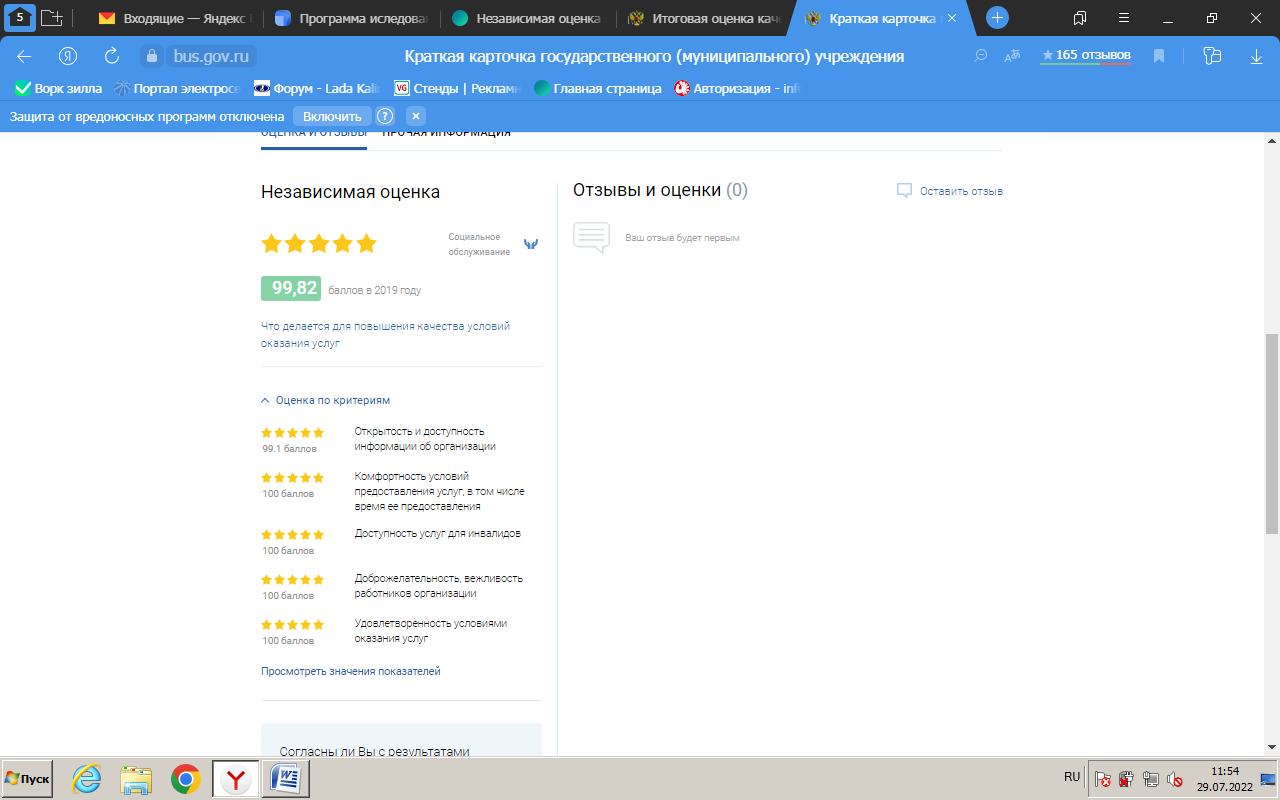 5
Входящие — Яндекс
Программа иследова
Независимая оценка
Итоговая оценка кач
Краткая карточка
bus.gov.ru
Краткая карточка государственного (муниципального) учреждения
165 отзывов
Ворк зилла
Портал электросе
Форум - Lada Kali
VG Стенды | Реклам
Главная страница
Авторизация - inf
Защита от вредоносных программ отключена
Включить
?
ОЦЕНКА И ОТЗЫВЫ
ПРОЧАЯ ИНФОРМАЦИЯ
Независимая оценка
Социальное
обслуживание
99,82 баллов в 2019 году
Что делается для повышения качества условий
оказания услуг
Оценка по критериям
99.1 баллов
Открытость и доступность
информации об организации
100 баллов
Комфортность условий
предоставления услуг, в том числе
время ее предоставления
100 баллов
Доступность услуг для инвалидов
100 баллов
Доброжелательность, вежливость
работников организации
100 баллов
Удовлетворенность условиями
оказания услуг
Просмотреть значения показателей
Согласны ли Вы с результатами
Отзывы и оценки (0)
Оставить отзыв
Ваш отзыв будет первым
Пуск
RU
11:54
29.07.2022